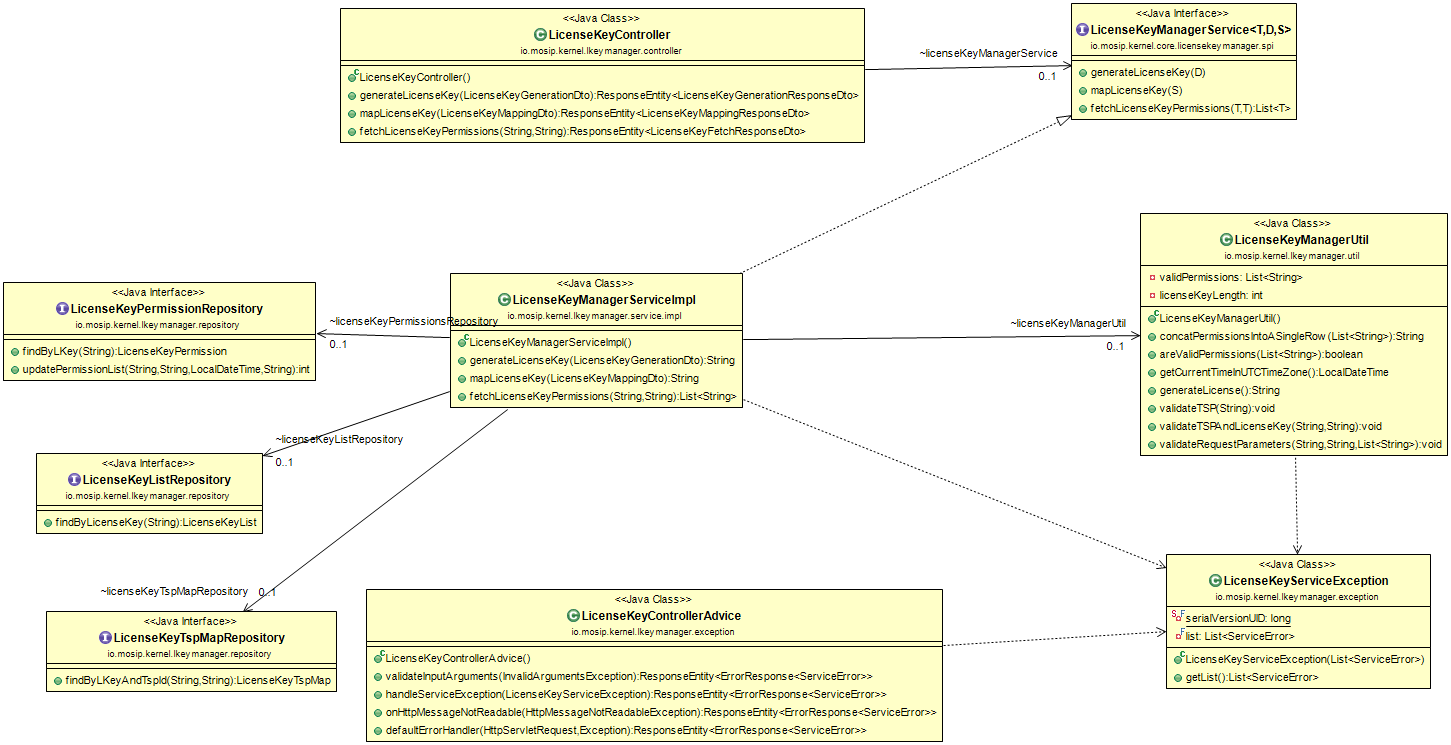 <<Java Class>>
LicenseKeyController
io.mosip.kernel.lkeymanager.controller
LicenseKeyController()
generateLicenseKey(LicenseKeyGenerationDto):ResponseEntity<LicenseKeyGenerationResponseDto>
mapLicenseKey(LicenseKeyMappingDto):ResponseEntity<LicenseKeyMappingResponseDto>
fetchLicenseKeyPermissions(String,String):ResponseEntity<LicenseKeyFetchResponseDto>
~licenseKeyManagerService
0..1
<<Java Interface>>
LicenseKeyManagerService<T,D,S>
io.mosip.kernel.core.licensekeymanager.spi
generateLicenseKey(D)
mapLicenseKey(S)
fetchLicenseKeyPermissions(T,T):List<T>
<<Java Class>>
LicenseKeyManagerUtil
io.mosip.kernel.lkeymanager.util
validPermissions: List<String>
licenseKeyLength: int
LicenseKeyManagerUtil()
concatPermissionsIntoASingleRow(List<String>):String
areValidPermissions(List<String>):boolean
getCurrentTimeInUTCTimeZone():LocalDateTime
generateLicense():String
validateTSP(String):void
validateTSPAndLicenseKey(String,String):void
validateRequestParameters(String,String,List<String>):void
<<Java Interface>>
LicenseKeyPermissionRepository
io.mosip.kernel.lkeymanager.repository
findByLKey(String):LicenseKeyPermission
updatePermissionList(String,String,LocalDateTime,String):int
~licenseKeyPermissionsRepository
0..1
<<Java Class>>
LicenseKeyManagerServiceImpl
io.mosip.kernel.lkeymanager.service.impl
LicenseKeyManagerServiceImpl()
generateLicenseKey(LicenseKeyGenerationDto):String
mapLicenseKey(LicenseKeyMappingDto):String
fetchLicenseKeyPermissions(String,String):List<String>
~licenseKeyManagerUtil
0..1
~licenseKeyListRepository
0..1
<<Java Interface>>
LicenseKeyListRepository
io.mosip.kernel.lkeymanager.repository
findByLicenseKey(String):LicenseKeyList
~licenseKeyTspMapRepository
0..1
<<Java Interface>>
LicenseKeyTspMapRepository
io.mosip.kernel.lkeymanager.repository
findByLKeyAndTspId(String,String):LicenseKeyTspMap
<<Java Class>>
LicenseKeyControllerAdvice
io.mosip.kernel.lkeymanager.exception
LicenseKeyControllerAdvice()
validateInputArguments(InvalidArgumentsException):ResponseEntity<ErrorResponse<ServiceError>>
handleServiceException(LicenseKeyServiceException):ResponseEntity<ErrorResponse<ServiceError>>
onHttpMessageNotReadable(HttpMessageNotReadableException):ResponseEntity<ErrorResponse<ServiceError>>
defaultErrorHandler(HttpServletRequest,Exception):ResponseEntity<ErrorResponse<ServiceError>>
<<Java Class>>
LicenseKeyServiceException
io.mosip.kernel.lkeymanager.exception
serialVersionUID: long
list: List<ServiceError>
LicenseKeyServiceException(List<ServiceError>)
getList():List<ServiceError>